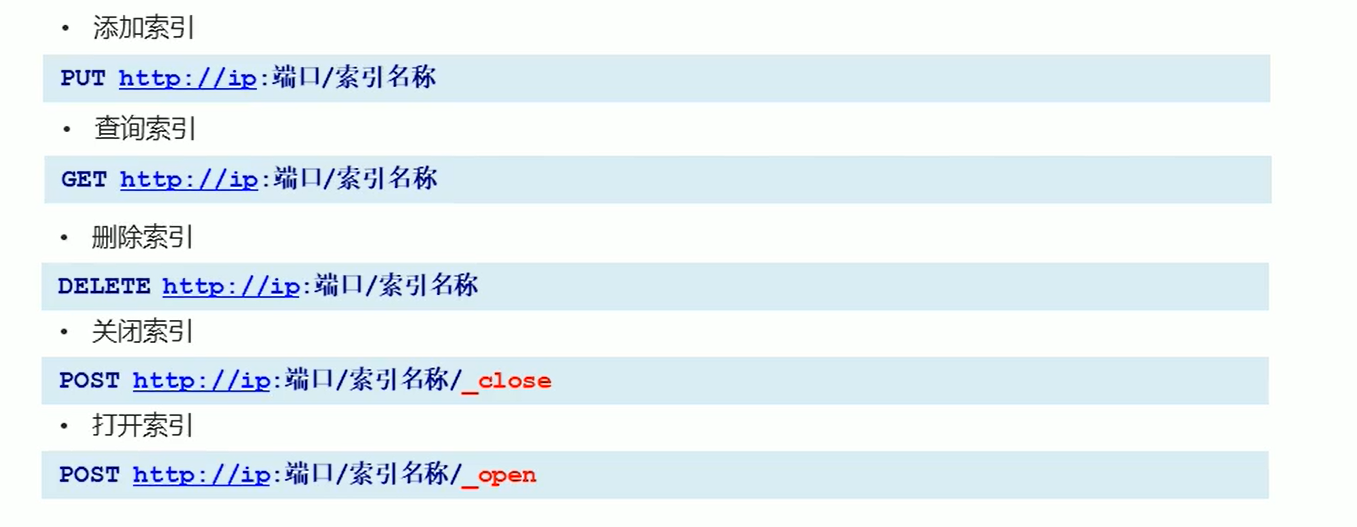 • 添加索引
PUT http://ip:端口/索引名称
• 查询索引
GET http://ip:端口/索引名称
• 删除索引
DELETE http://ip:端口/索引名称
• 关闭索引
POST http://ip:端口/索引名称/_close
• 打开索引
POST http://ip:端口/索引名称/_open